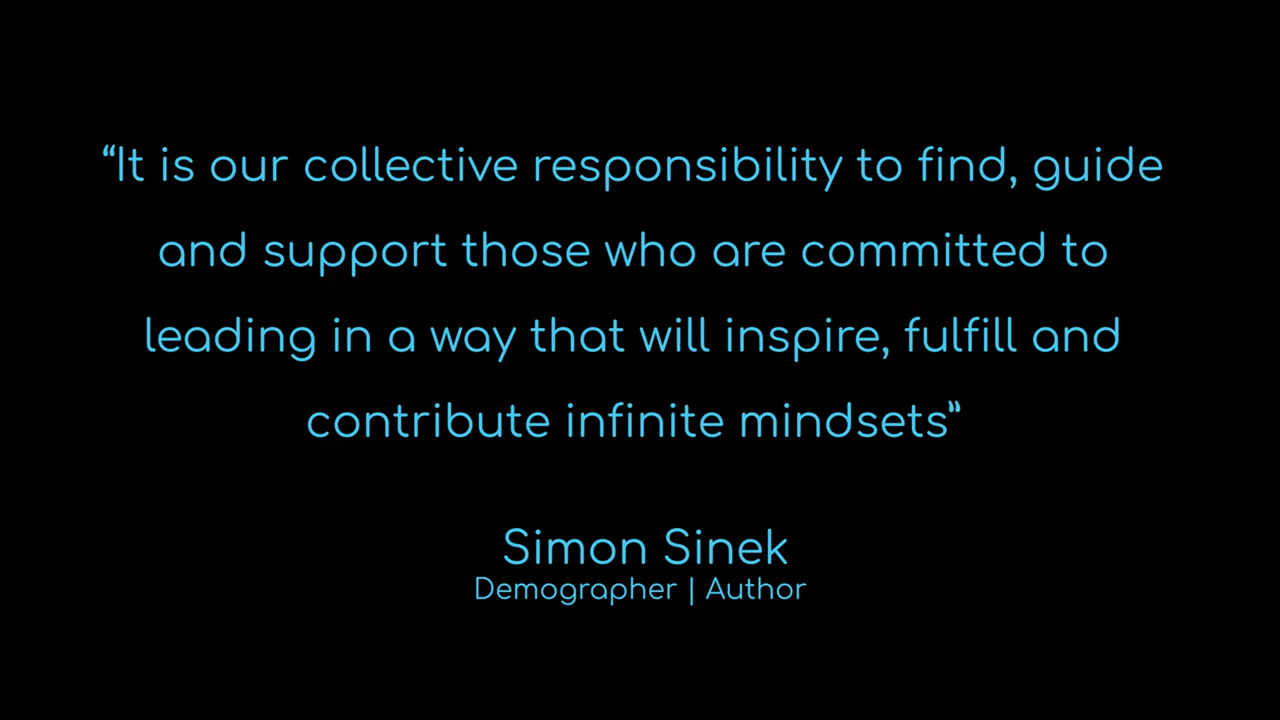 “It is our collective responsibility to find, guide
and support those who are committed to
leading in a way that will inspire, fulfill and
contribute infinite mindsets”
Simon Sinek
Demographer | Author